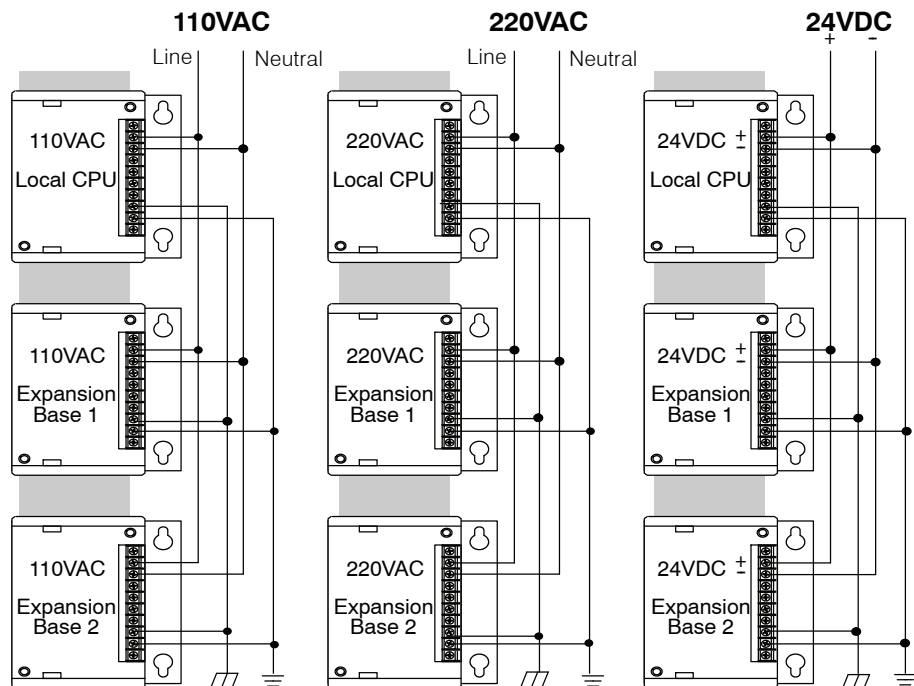 110VAC 220VAC 24VDC
Line Neutral Line Neutral + -
110VAC 220VAC 24VDC + -
Local CPU Local CPU Local CPU
110VAC 220VAC 24VDC + -
Expansion Expansion Expansion
Base 1 Base 1 Base 1
110VAC 220VAC 24VDC + -
Expansion Expansion Expansion
Base 2 Base 2 Base 2